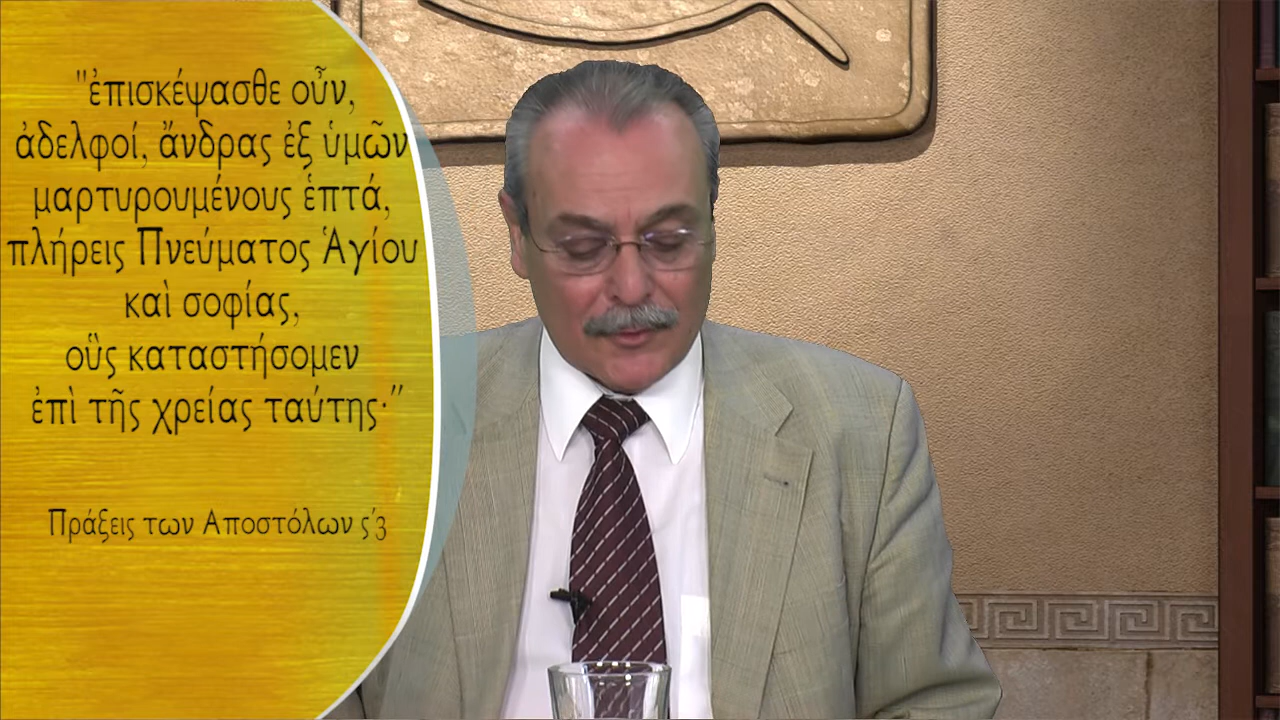 "ἐπισκέψασθε οὖν,
ἀδελφοί, ἄνδρας ἐξ ὑμῶν
μαρτυρουμένους ἑπτά,
πλήρεις Πνεύματος Ἁγίου
καὶ σοφίας,
οὓς καταστήσομεν
ἐπὶ τῆς χρείας ταύτης·"
Πράξεις των Αποστόλων ς΄3